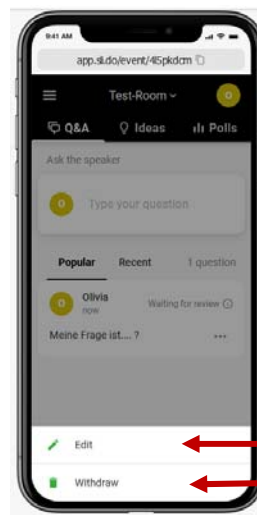 9:41 AM
app.sli.do/event/4l5pkdcm
Test-Room
O
Q&A Ideas Polls
Ask the speaker
O Type your question
Popular Recent 1 question
O Olivia Waiting for review
now
Meine Frage ist.... ?
Edit
Withdraw